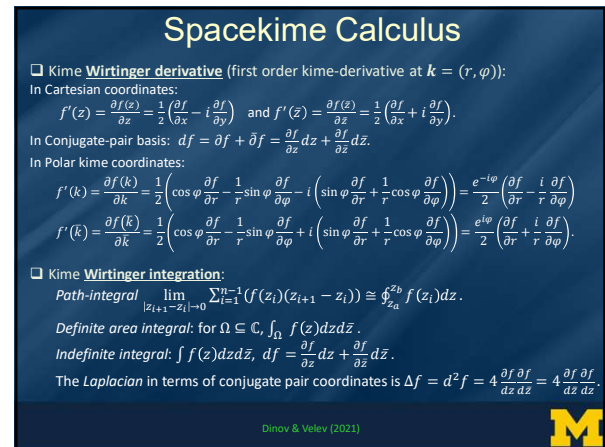 Spacekime Calculus
❑ Kime Wirtinger derivative (first order kime-derivative at 𝒌 = (r, φ)):
In Cartesian coordinates:
f′(z) = ∂f(z)/∂z = 1/2 (∂f/∂x − i ∂f/∂y) and f′(z̄) = ∂f(z̄)/∂z̄ = 1/2 (∂f/∂x + i ∂f/∂y).
In Conjugate-pair basis: df = ∂f + ∂̄f = ∂f/∂z dz + ∂f/∂z̄ dz̄.
In Polar kime coordinates:
f′(k) = ∂f(k)/∂k = 1/2 (cos φ ∂f/∂r − 1/r sin φ ∂f/∂φ − i (sin φ ∂f/∂r + 1/r cos φ ∂f/∂φ)) = e^{−iφ}/2 (∂f/∂r − i/r ∂f/∂φ)
f′(k̄) = ∂f(k̄)/∂k̄ = 1/2 (cos φ ∂f/∂r − 1/r sin φ ∂f/∂φ + i (sin φ ∂f/∂r + 1/r cos φ ∂f/∂φ)) = e^{iφ}/2 (∂f/∂r + i/r ∂f/∂φ).
❑ Kime Wirtinger integration:
Path-integral lim_{|z_{i+1}−z_i|→0} ∑_{i=1}^{n−1} (f(z_i)(z_{i+1} − z_i)) ≅ ∮_{z_a}^{z_b} f(z_i)dz .
Definite area integral: for Ω ⊆ ℂ, ∫_Ω f(z)dzdz̄ .
Indefinite integral: ∫ f(z)dzdz̄, df = ∂f/∂z dz + ∂f/∂z̄ dz̄ .
The Laplacian in terms of conjugate pair coordinates is Δf = d²f = 4 ∂f/dz ∂f/dz̄ = 4 ∂f/dz̄ ∂f/dz .
Dinov & Velev (2021)
M